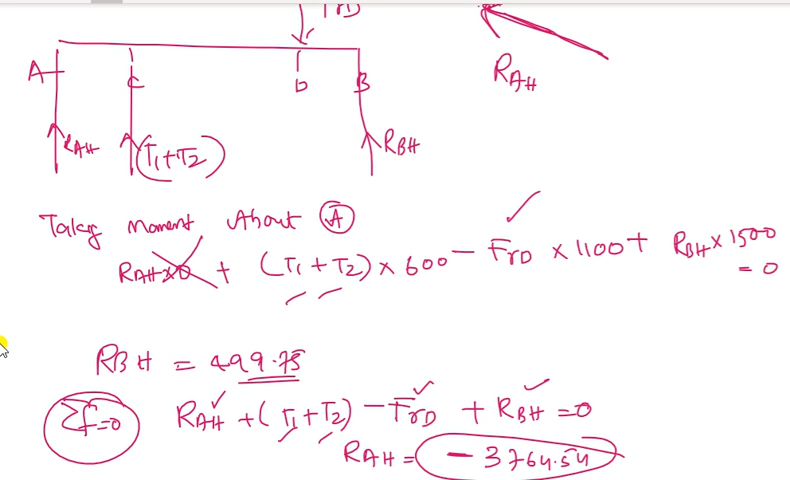 FrD
RAH
A C D B
RAH (T1+T2) RBH
Taking moment About (A)
RAH×0 + (T1 + T2) × 600 - FrD × 1100 + RBH × 1500 = 0
RBH = 499.75
Σf=0 RAH + (T1+T2) - FrD + RBH = 0
RAH = - 3764.54